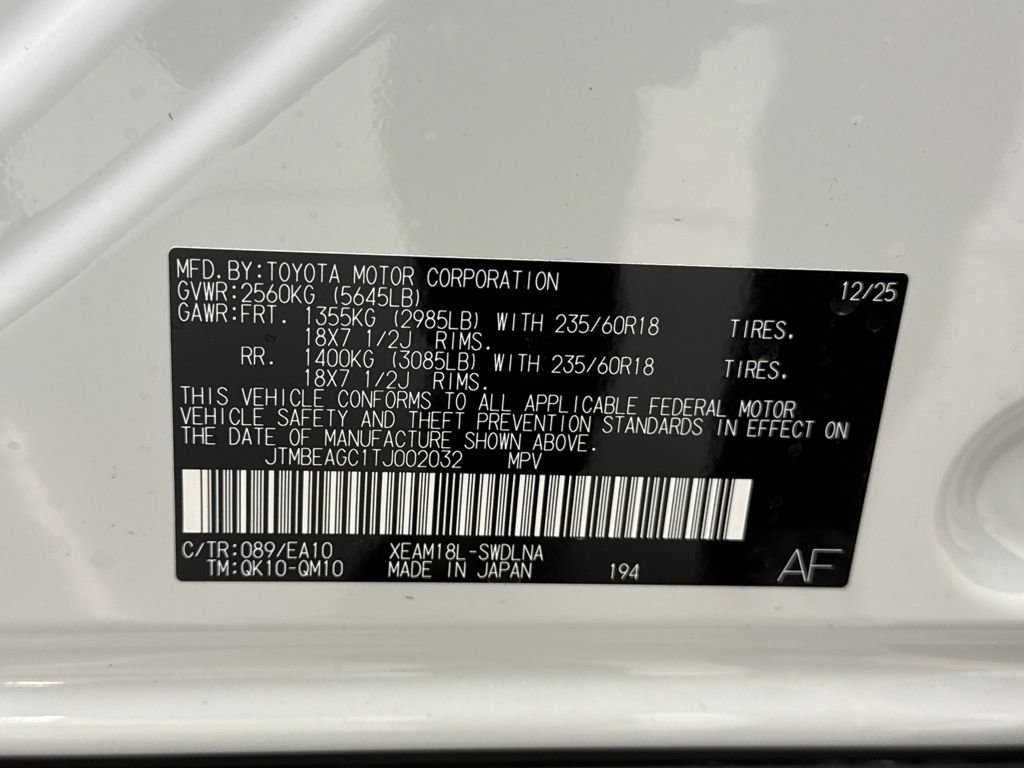 MFD.BY:TOYOTA MOTOR CORPORATION 12/25
GVWR:2560KG (5645LB)
GAWR:FRT. 1355KG (2985LB) WITH 235/60R18 TIRES.
18X7 1/2J RIMS.
RR. 1400KG (3085LB) WITH 235/60R18 TIRES.
18X7 1/2J RIMS.
THIS VEHICLE CONFORMS TO ALL APPLICABLE FEDERAL MOTOR
VEHICLE SAFETY AND THEFT PREVENTION STANDARDS IN EFFECT ON
THE DATE OF MANUFACTURE SHOWN ABOVE.
JTMBEAGC1TJ002032 MPV
C/TR:089/EA10 XEAM18L-SWDLNA
TM:QK10-QM10 MADE IN JAPAN 194 AF